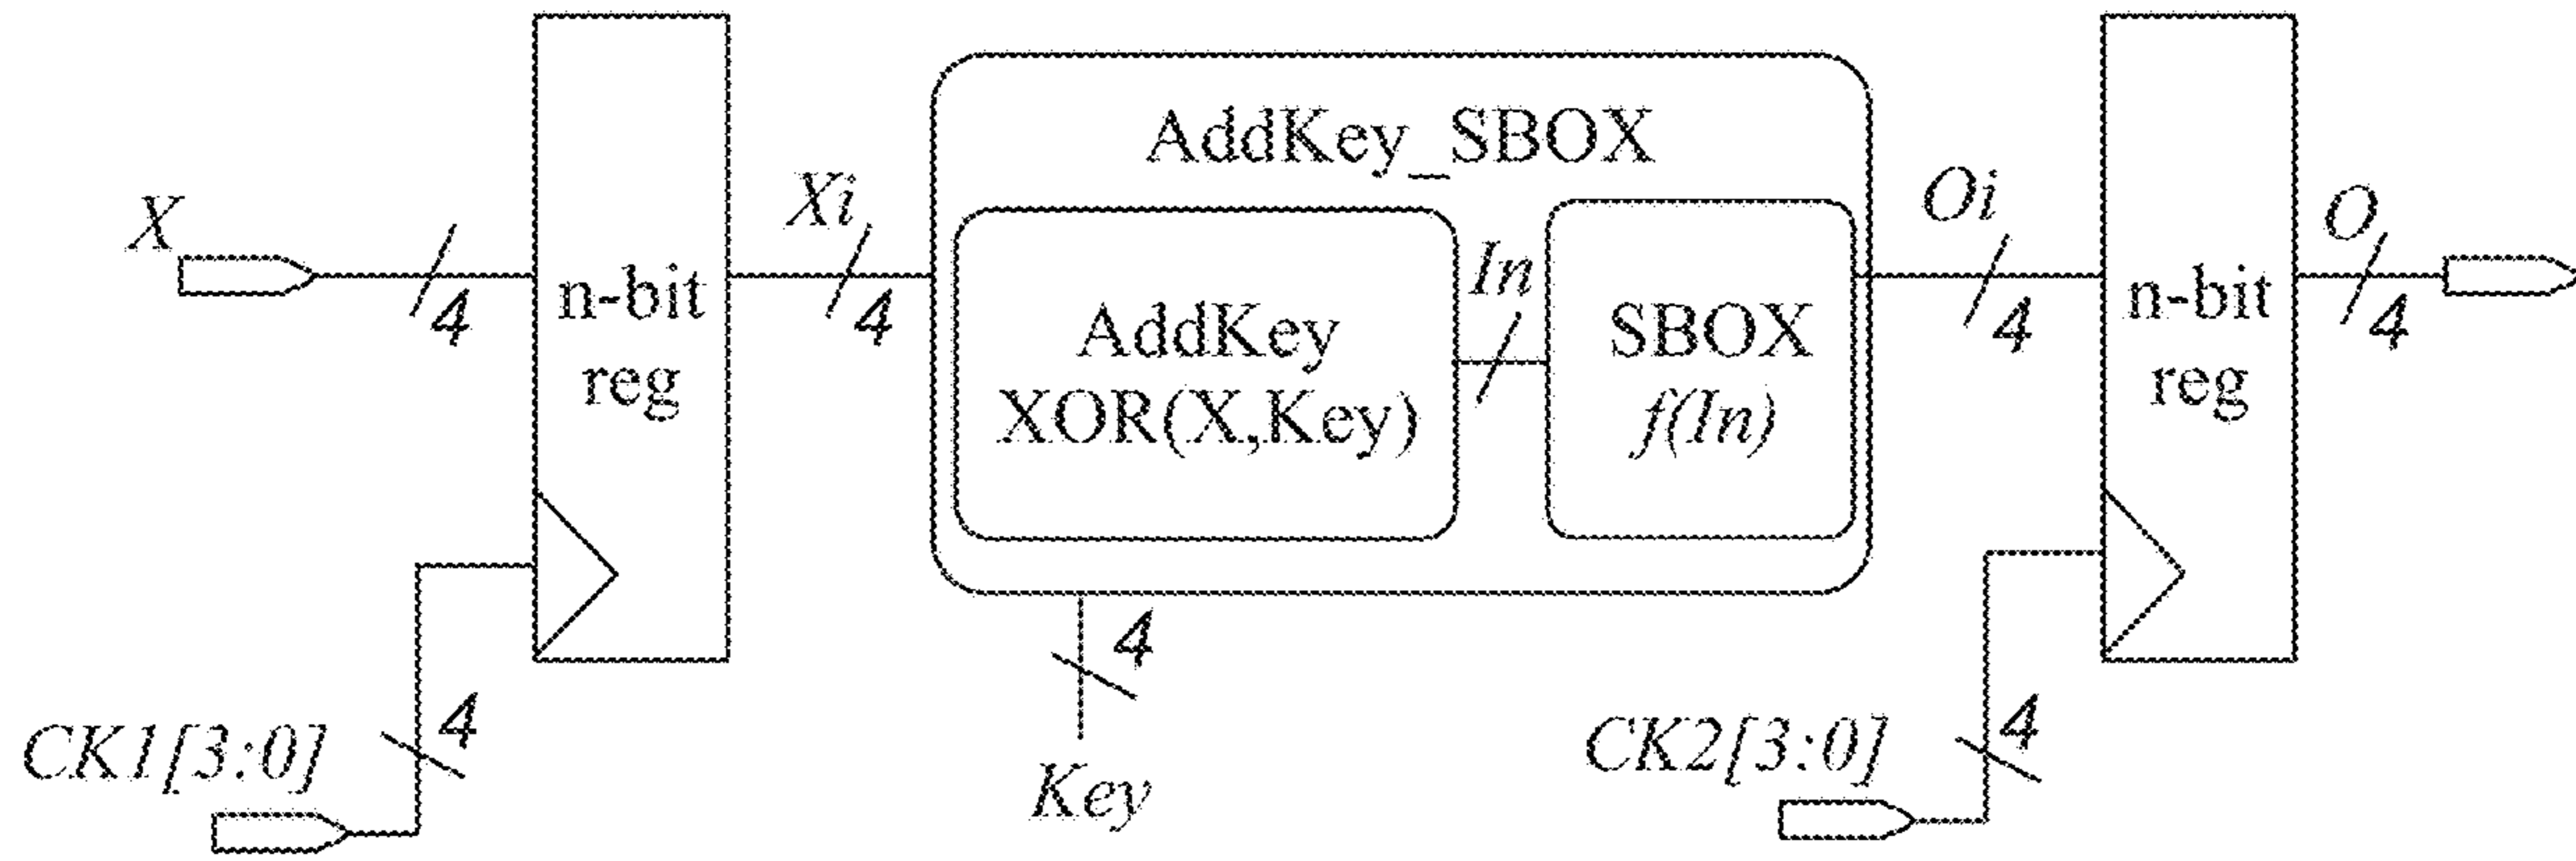 X
4
n-bit
reg
Xi
4
AddKey_SBOX
AddKey
XOR(X,Key)
In
SBOX
f(In)
Oi
4
n-bit
reg
O
4
CK1[3:0]
4
4
Key
CK2[3:0]
4